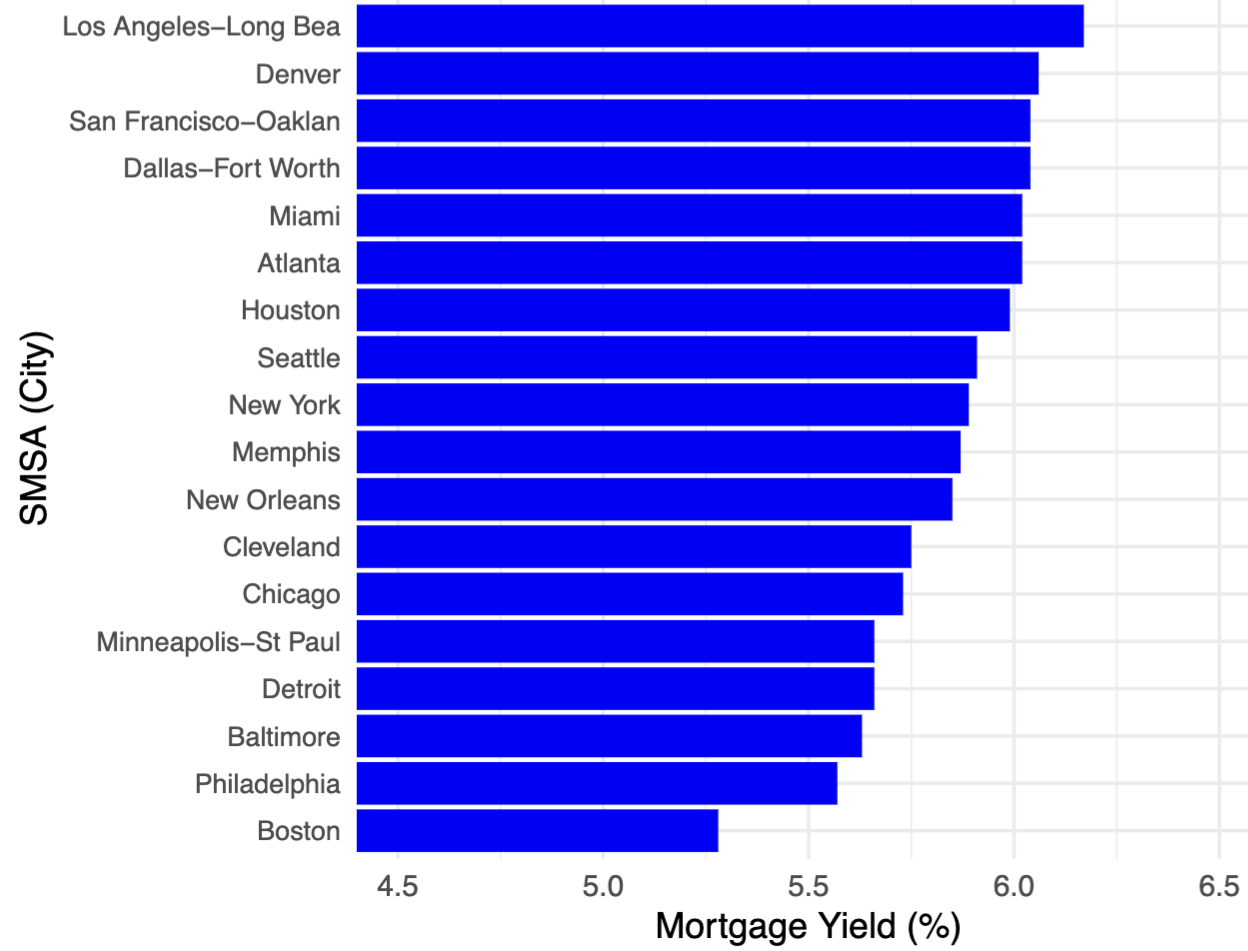 Los Angeles–Long Bea
Denver
San Francisco–Oaklan
Dallas–Fort Worth
Miami
Atlanta
Houston
Seattle
New York
Memphis
New Orleans
Cleveland
Chicago
Minneapolis–St Paul
Detroit
Baltimore
Philadelphia
Boston
SMSA (City)
4.5 5.0 5.5 6.0 6.5
Mortgage Yield (%)